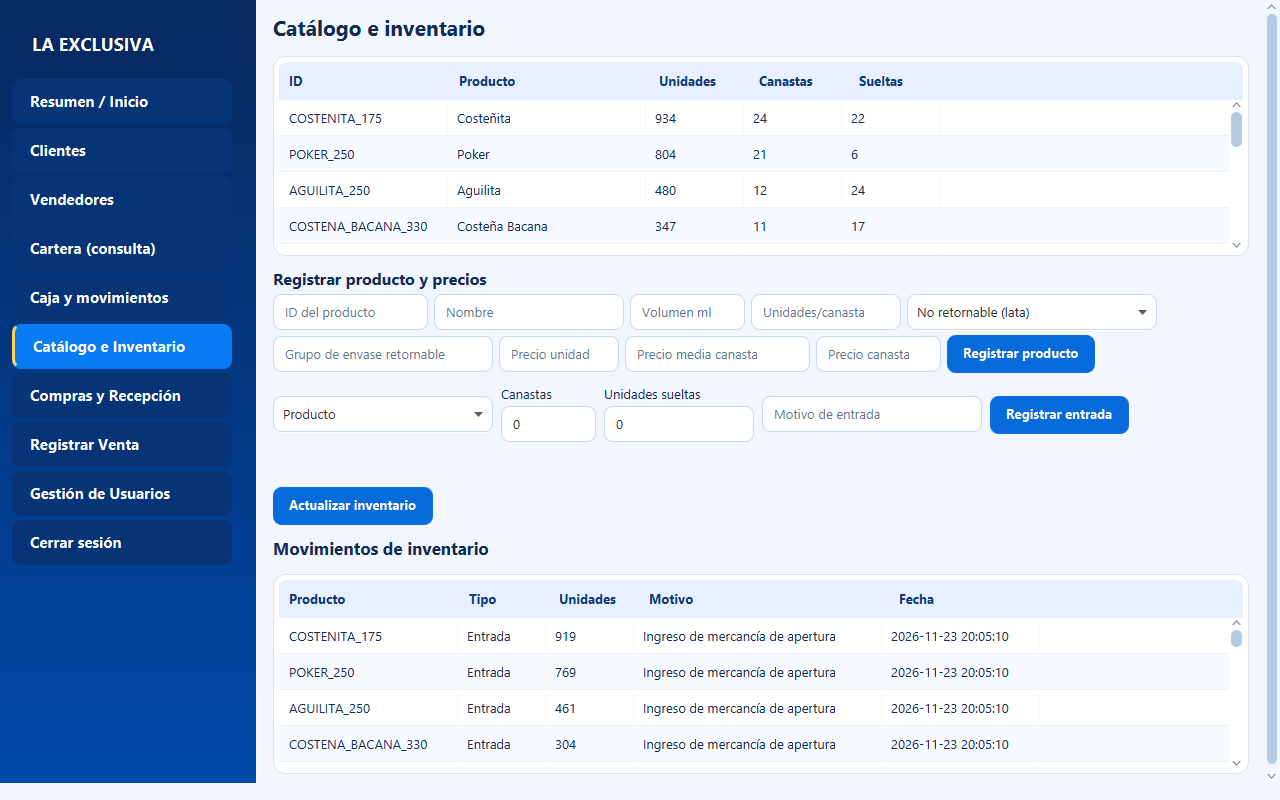 LA EXCLUSIVA
Resumen / Inicio
Clientes
Vendedores
Cartera (consulta)
Caja y movimientos
Catálogo e Inventario
Compras y Recepción
Registrar Venta
Gestión de Usuarios
Cerrar sesión
Catálogo e inventario
ID Producto Unidades Canastas Sueltas
COSTENITA_175 Costeñita 934 24 22
POKER_250 Poker 804 21 6
AGUILITA_250 Aguilita 480 12 24
COSTENA_BACANA_330 Costeña Bacana 347 11 17
Registrar producto y precios
ID del producto Nombre Volumen ml Unidades/canasta No retornable (lata)
Grupo de envase retornable Precio unidad Precio media canasta Precio canasta Registrar producto
Canastas Unidades sueltas
Producto 0 0 Motivo de entrada Registrar entrada
Actualizar inventario
Movimientos de inventario
Producto Tipo Unidades Motivo Fecha
COSTENITA_175 Entrada 919 Ingreso de mercancía de apertura 2026-11-23 20:05:10
POKER_250 Entrada 769 Ingreso de mercancía de apertura 2026-11-23 20:05:10
AGUILITA_250 Entrada 461 Ingreso de mercancía de apertura 2026-11-23 20:05:10
COSTENA_BACANA_330 Entrada 304 Ingreso de mercancía de apertura 2026-11-23 20:05:10